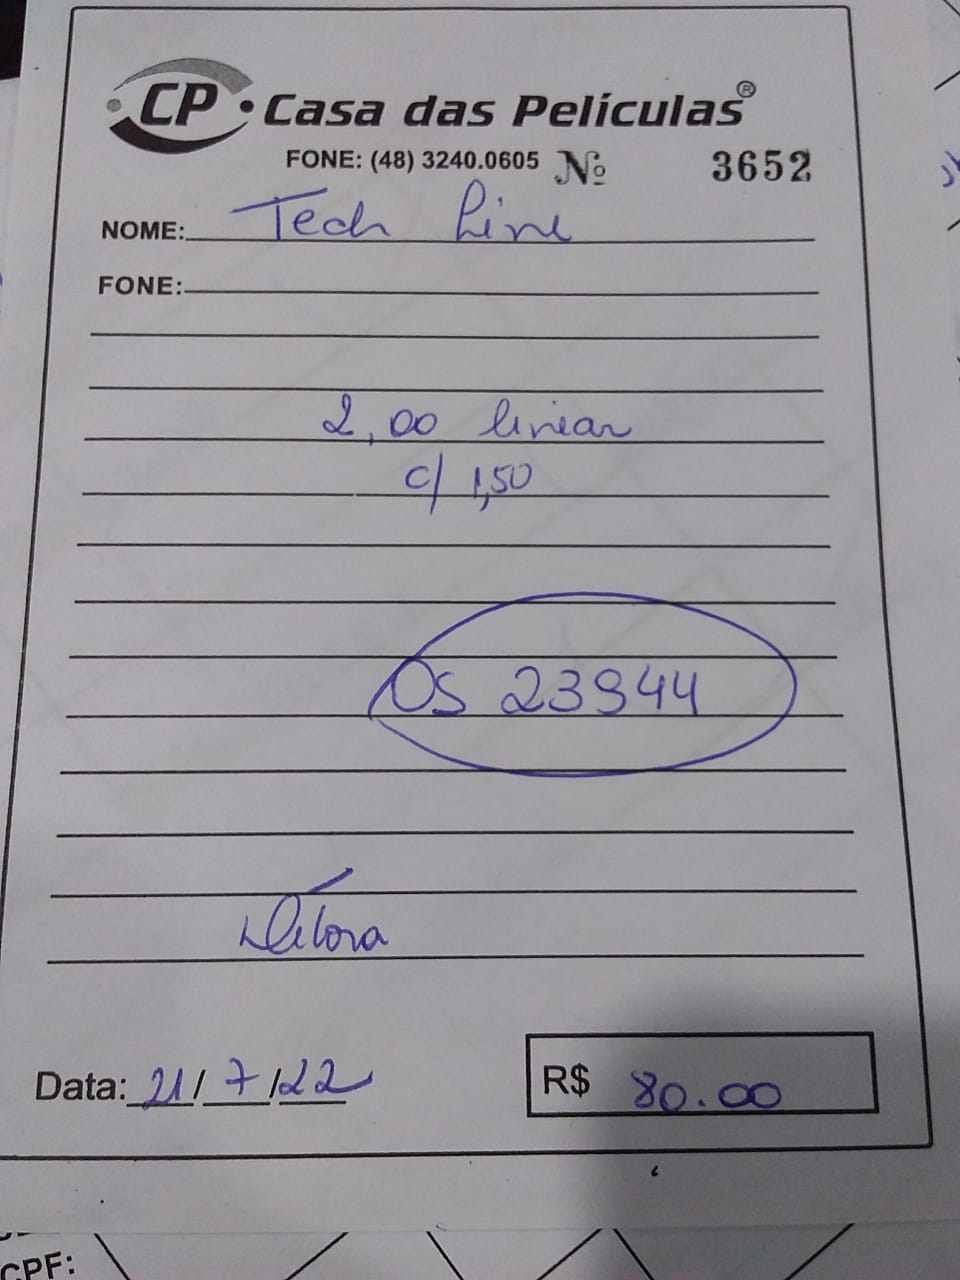 CP Casa das Películas®
FONE: (48) 3240.0605 Nº 3652
NOME: Tech Line
FONE:
2,00 linear
c/ 1,50
OS 23944
Débora
Data: 21/7/22
R$ 80.00
CPF: